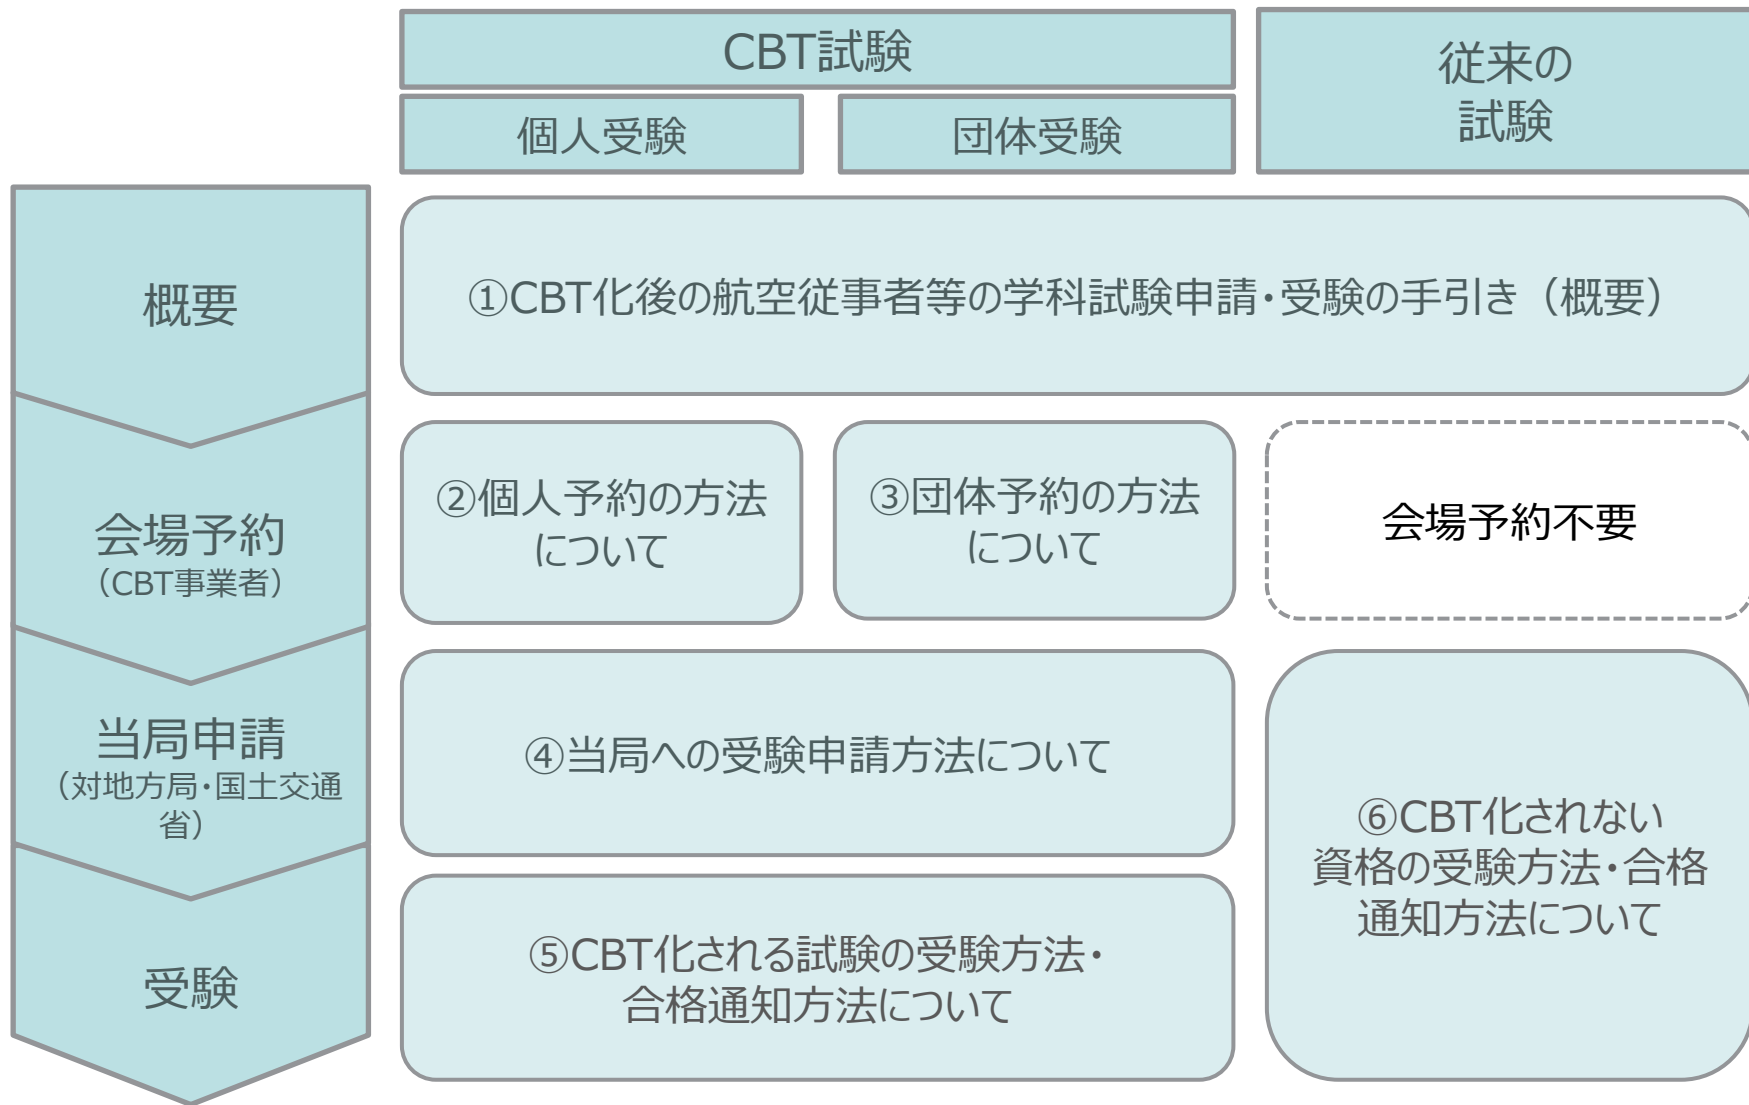 CBT試験
従来の
試験
個人受験
団体受験
概要
①CBT化後の航空従事者等の学科試験申請・受験の手引き（概要）
会場予約
（CBT事業者）
②個人予約の方法
について
③団体予約の方法
について
会場予約不要
当局申請
（対地方局・国土交通
省）
④当局への受験申請方法について
⑥CBT化されない
資格の受験方法・合格
通知方法について
受験
⑤CBT化される試験の受験方法・
合格通知方法について